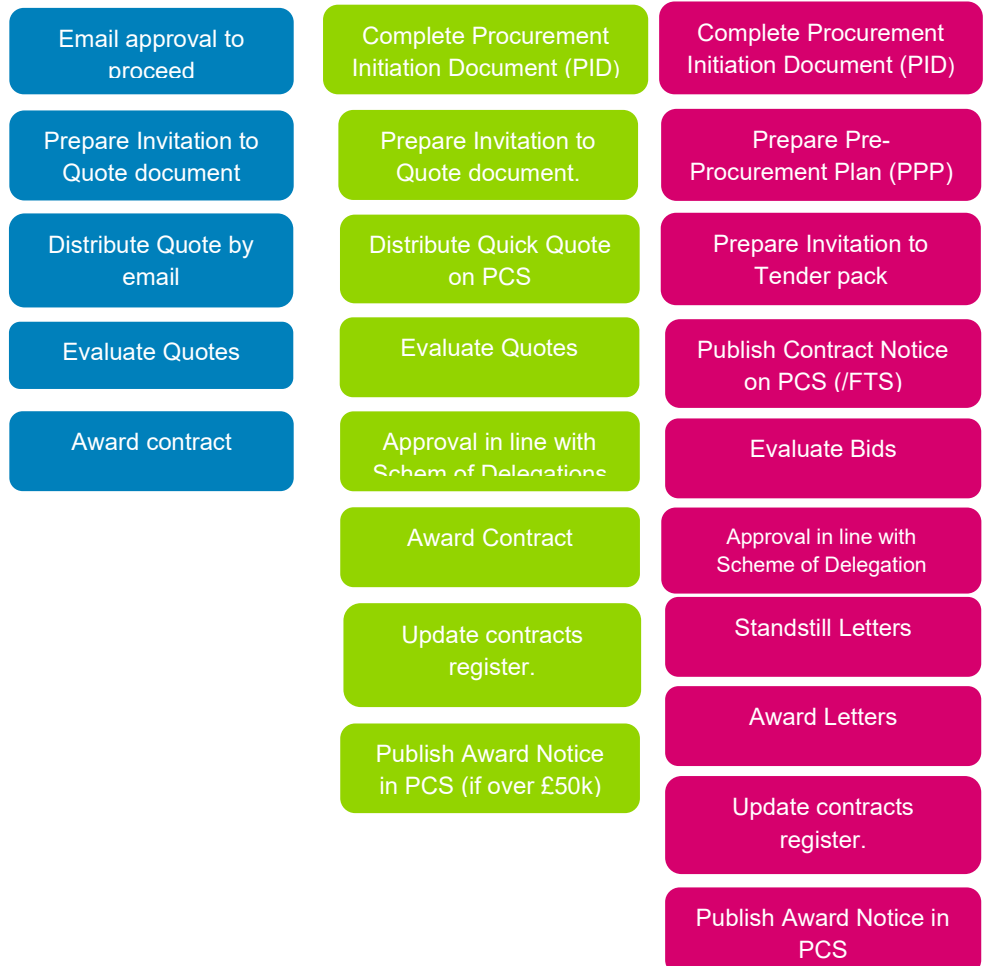 Email approval to
proceed
Prepare Invitation to
Quote document
Distribute Quote by
email
Evaluate Quotes
Award contract
Complete Procurement
Initiation Document (PID)
Prepare Invitation to
Quote document.
Distribute Quick Quote
on PCS
Evaluate Quotes
Approval in line with
Schem of Delegations
Award Contract
Update contracts
register.
Publish Award Notice
in PCS (if over £50k)
Complete Procurement
Initiation Document (PID)
Prepare Pre-
Procurement Plan (PPP)
Prepare Invitation to
Tender pack
Publish Contract Notice
on PCS (/FTS)
Evaluate Bids
Approval in line with
Scheme of Delegation
Standstill Letters
Award Letters
Update contracts
register.
Publish Award Notice in
PCS